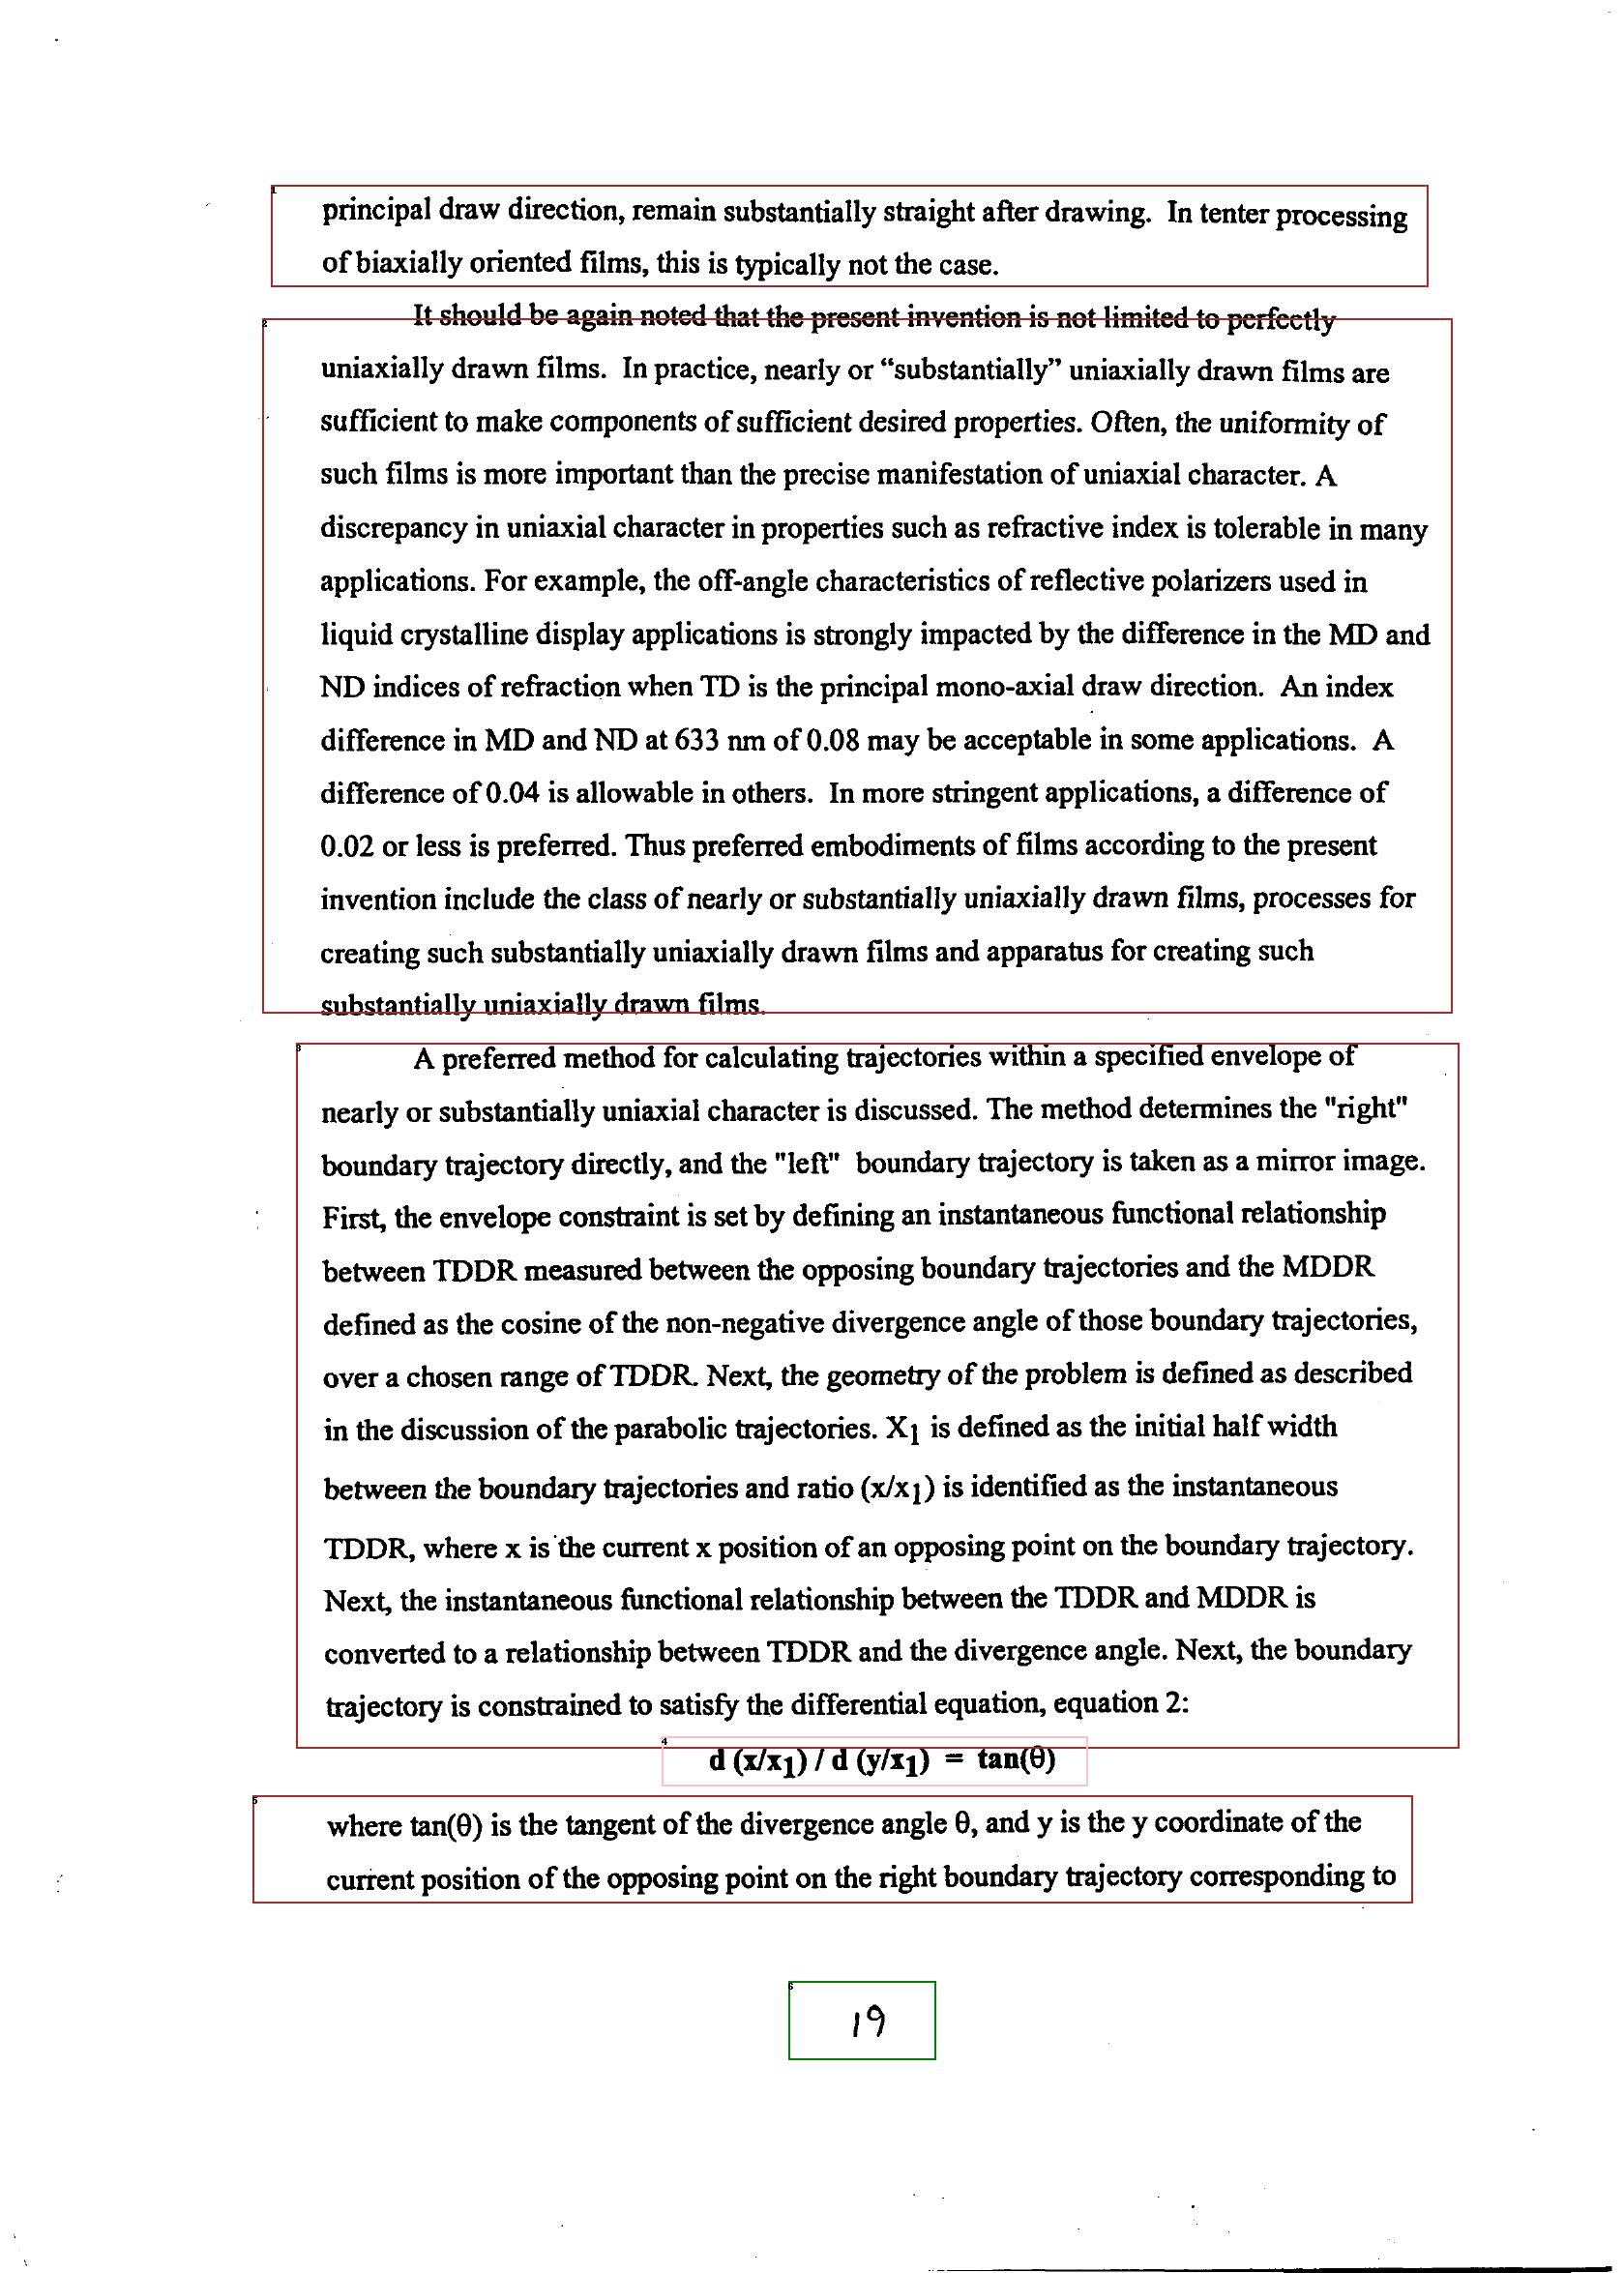 principal draw direction, remain substantially straight after drawing. In tenter processing
of biaxially oriented films, this is typically not the case.
It should be again noted that the present invention is not limited to perfectly
uniaxially drawn films. In practice, nearly or “substantially” uniaxially drawn films are
sufficient to make components of sufficient desired properties. Often, the uniformity of
such films is more important than the precise manifestation of uniaxial character. A
discrepancy in uniaxial character in properties such as refractive index is tolerable in many
applications. For example, the off-angle characteristics of reflective polarizers used in
liquid crystalline display applications is strongly impacted by the difference in the MD and
ND indices of refraction when TD is the principal mono-axial draw direction. An index
difference in MD and ND at 633 nm of 0.08 may be acceptable in some applications. A
difference of 0.04 is allowable in others. In more stringent applications, a difference of
0.02 or less is preferred. Thus preferred embodiments of films according to the present
invention include the class of nearly or substantially uniaxially drawn films, processes for
creating such substantially uniaxially drawn films and apparatus for creating such
substantially uniaxially drawn films.
A preferred method for calculating trajectories within a specified envelope of
nearly or substantially uniaxial character is discussed. The method determines the "right"
boundary trajectory directly, and the "left" boundary trajectory is taken as a mirror image.
First, the envelope constraint is set by defining an instantaneous functional relationship
between TDDR measured between the opposing boundary trajectories and the MDDR
defined as the cosine of the non-negative divergence angle of those boundary trajectories,
over a chosen range of TDDR. Next, the geometry of the problem is defined as described
in the discussion of the parabolic trajectories. X1 is defined as the initial half width
between the boundary trajectories and ratio (x/x1) is identified as the instantaneous
TDDR, where x is the current x position of an opposing point on the boundary trajectory.
Next, the instantaneous functional relationship between the TDDR and MDDR is
converted to a relationship between TDDR and the divergence angle. Next, the boundary
trajectory is constrained to satisfy the differential equation, equation 2:
d (x/x1) / d (y/x1) = tan(θ)
where tan(θ) is the tangent of the divergence angle θ, and y is the y coordinate of the
current position of the opposing point on the right boundary trajectory corresponding to
19